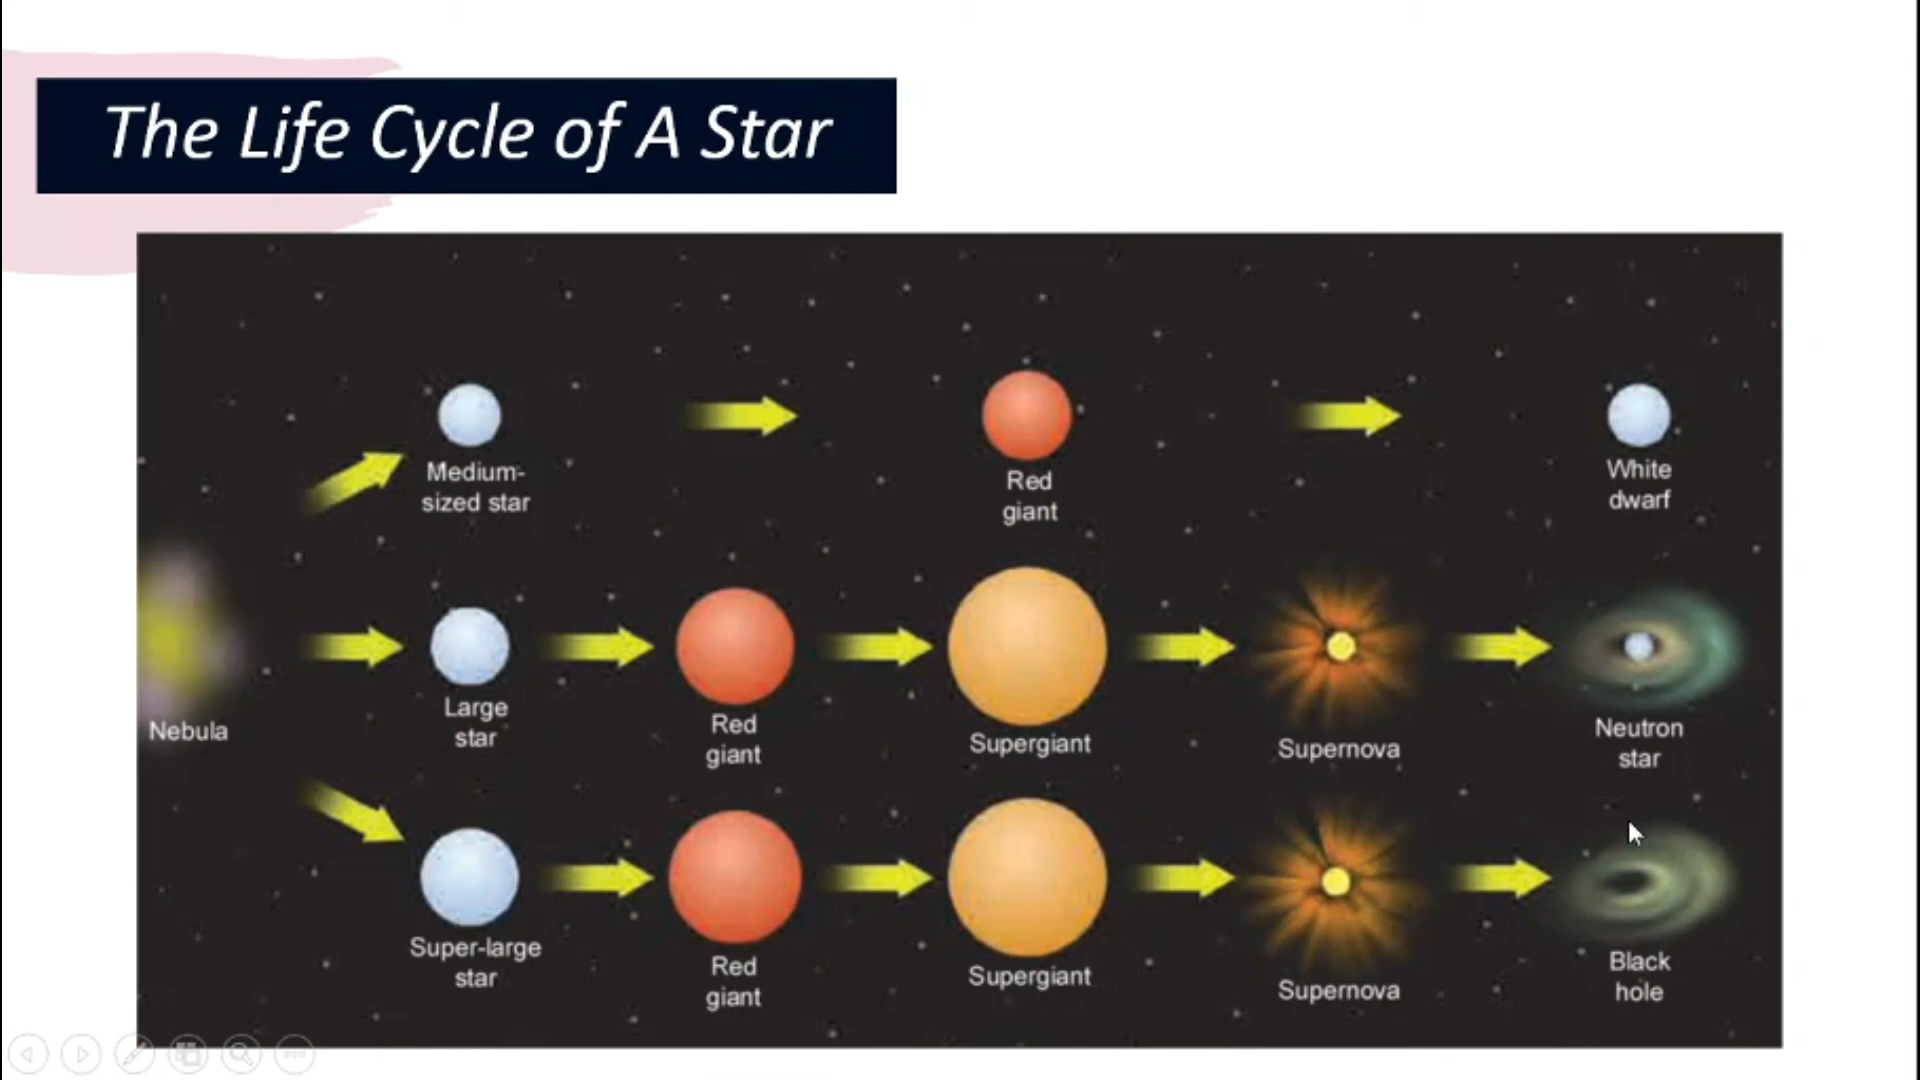 The Life Cycle of A Star
Medium-
sized star
Red
giant
White
dwarf
Nebula
Large
star
Red
giant
Supergiant
Supernova
Neutron
star
Super-large
star
Red
giant
Supergiant
Supernova
Black
hole